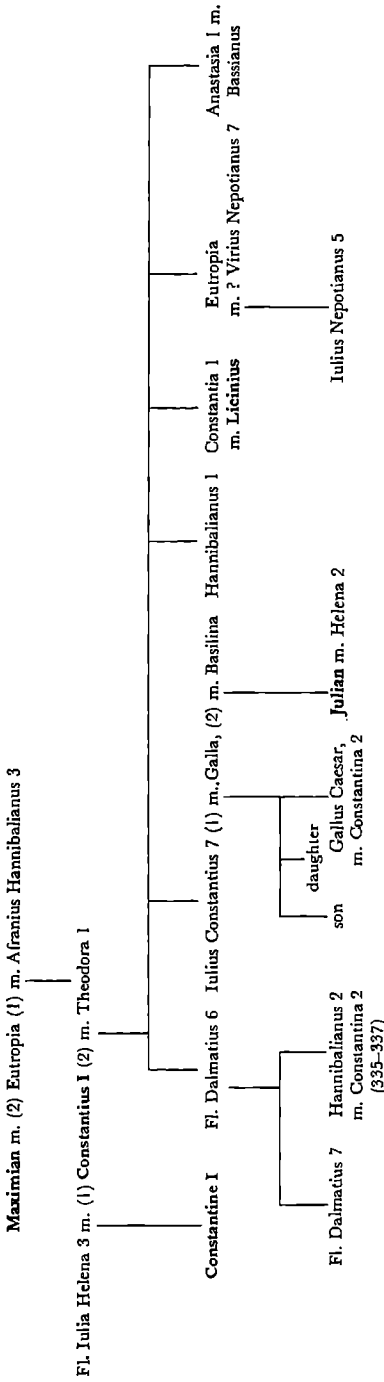 Maximian m. (2) Eutropia (1) m. Afranius Hannibalianus 3
Fl. Iulia Helena 3 m. (1) Constantius I (2) m. Theodora 1
Constantine I
Fl. Dalmatius 6
Iulius Constantius 7 (1) m. Galla, (2) m. Basilina
Hannibalianus 1
Constantia 1
m. Licinius
Eutropia
m. ? Virius Nepotianus 7
Anastasia 1 m.
Bassianus
Fl. Dalmatius 7
Hannibalianus 2
m. Constantina 2
(335–337)
son
daughter
Gallus Caesar,
m. Constantina 2
Julian m. Helena 2
Iulius Nepotianus 5